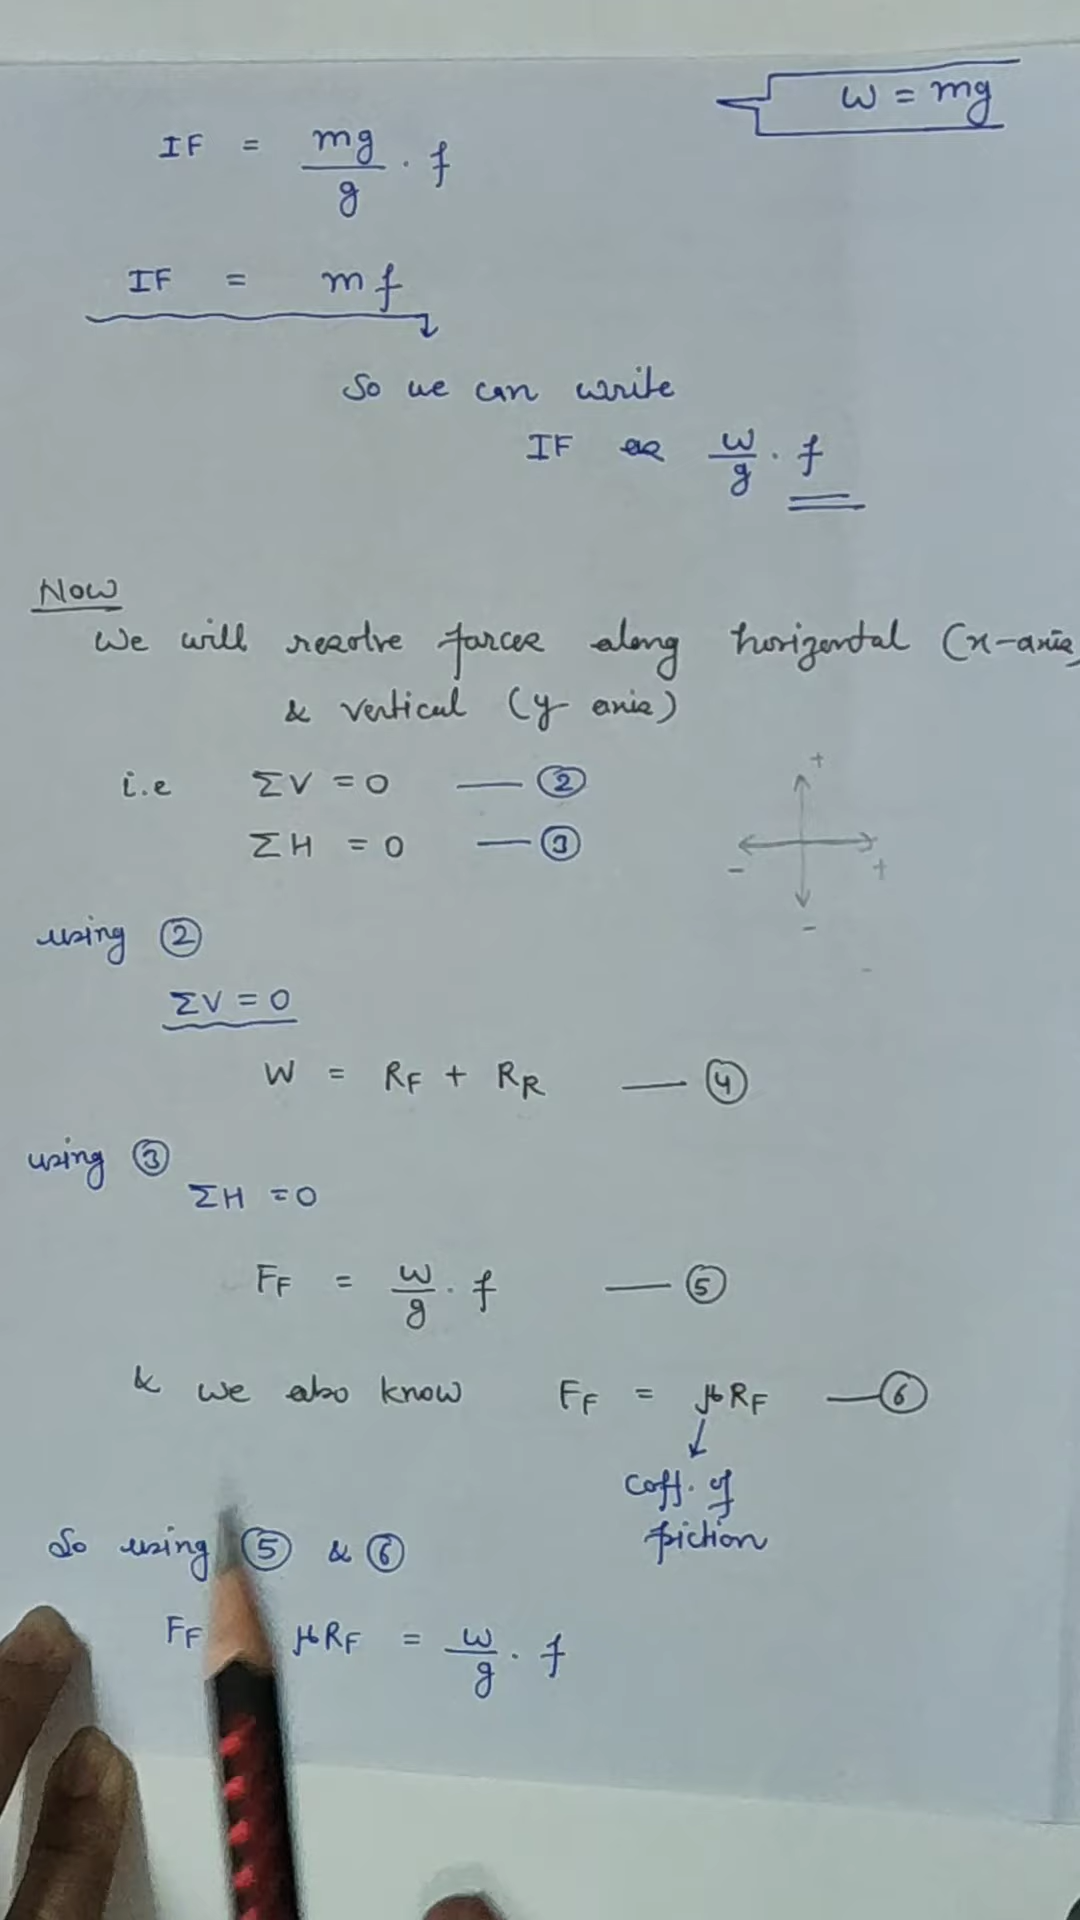 W = mg
IF = mg/g . f
IF = mf
So we can write
IF as W/g . f
Now
We will resolve forces along horizontal (x-axis)
& vertical (y axis)
i.e ΣV = 0 — ②
ΣH = 0 — ③
+
- +
-
using ②
ΣV = 0
W = RF + RR — ④
using ③
ΣH = 0
FF = W/g . f — ⑤
& we also know FF = μRF — ⑥
↓
Coff. of
fiction
So using ⑤ & ⑥
FF μRF = W/g . f